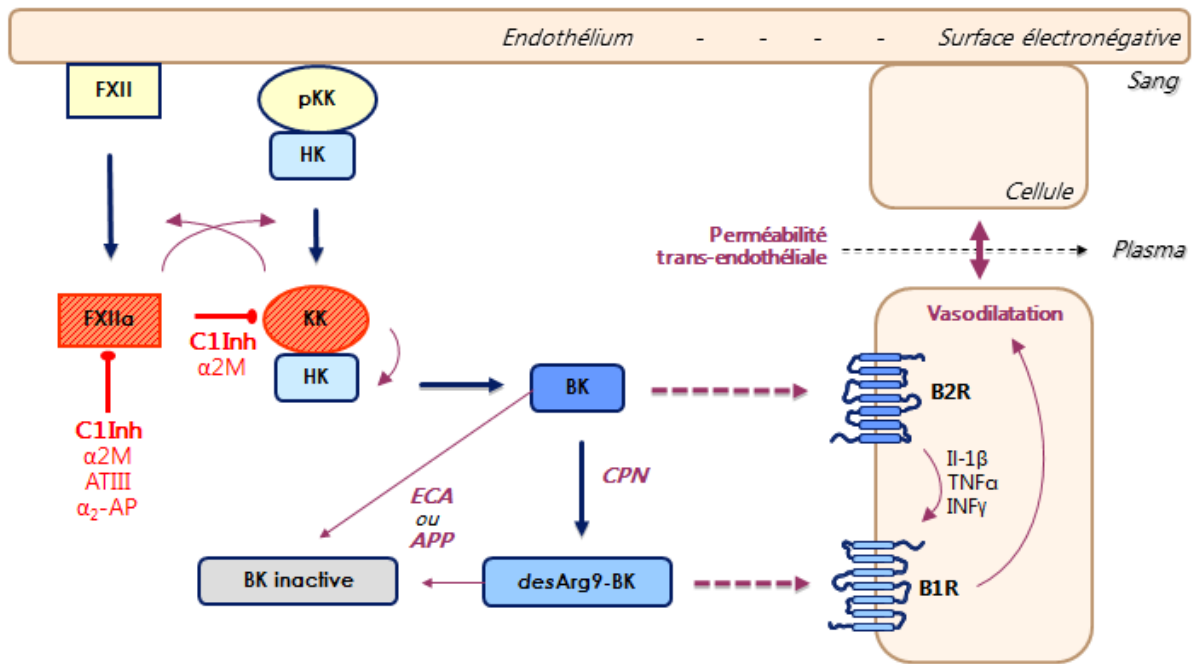 Endothélium - - - - Surface électronégative
Sang
FXII
pKK
HK
Cellule
Perméabilité
trans-endothéliale
Plasma
FXIIa
C1Inh
α2M
KK
HK
Vasodilatation
C1Inh
α2M
ATIII
α₂-AP
BK
B2R
Il-1β
TNFα
INFγ
CPN
ECA
ou
APP
BK inactive
desArg9-BK
B1R